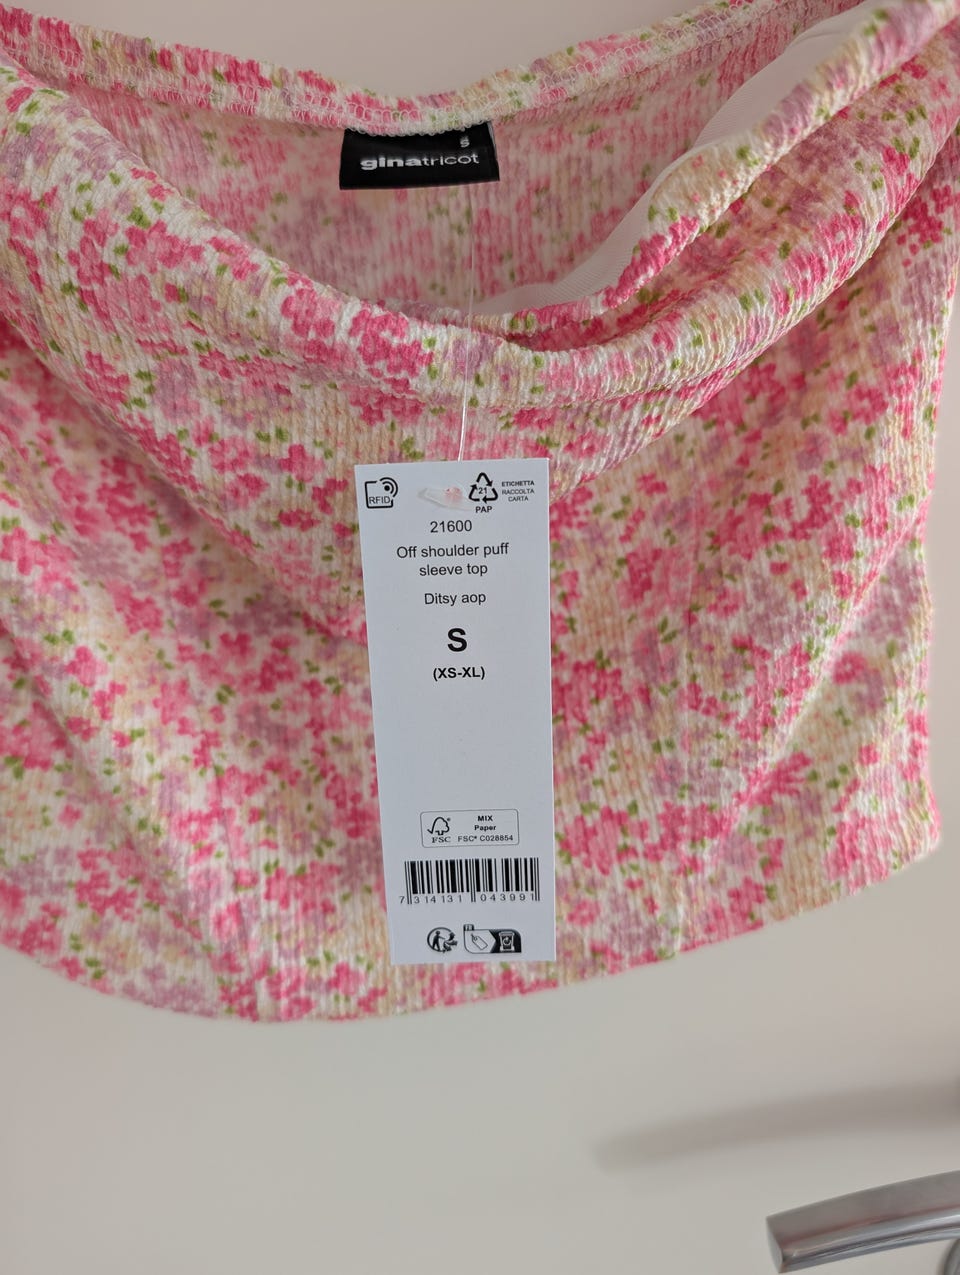 S
ginatricot
RFID
21
PAP
ETICHETTA
RACCOLTA
CARTA
21600
Off shoulder puff
sleeve top
Ditsy aop
S
(XS-XL)
FSC
MIX
Paper
FSC® C028854
7 314131 043991